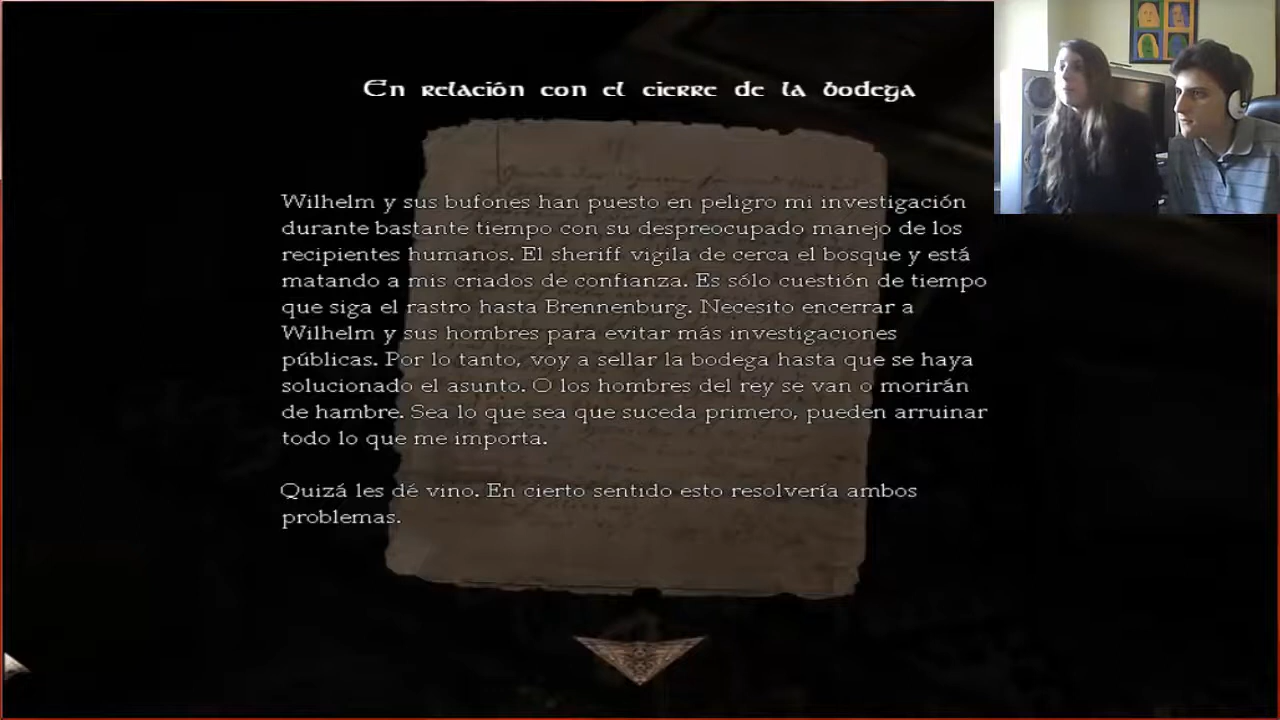 En relación con el cierre de la bodega
Wilhelm y sus bufones han puesto en peligro mi investigación
durante bastante tiempo con su despreocupado manejo de los
recipientes humanos. El sheriff vigila de cerca el bosque y está
matando a mis criados de confianza. Es sólo cuestión de tiempo
que siga el rastro hasta Brennenburg. Necesito encerrar a
Wilhelm y sus hombres para evitar más investigaciones
públicas. Por lo tanto, voy a sellar la bodega hasta que se haya
solucionado el asunto. O los hombres del rey se van o morirán
de hambre. Sea lo que sea que suceda primero, pueden arruinar
todo lo que me importa.
Quizá les dé vino. En cierto sentido esto resolvería ambos
problemas.